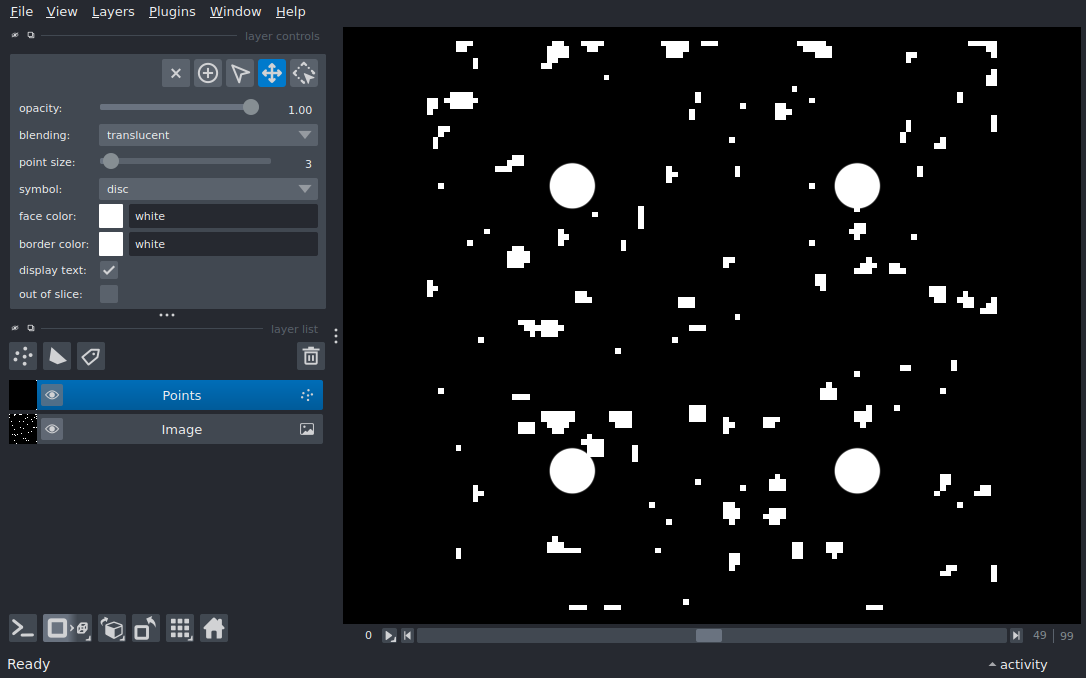 File View Layers Plugins Window Help
layer controls
opacity: 1.00
blending: translucent
point size: 3
symbol: disc
face color: white
border color: white
display text:
out of slice:
layer list
Points
Image
0 49 99
Ready activity